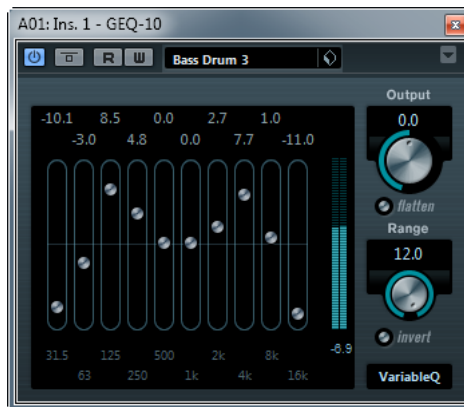 A01: Ins. 1 - GEQ-10
R W Bass Drum 3
Output
-10.1 8.5 0.0 2.7 1.0 0.0
-3.0 4.8 0.0 7.7 -11.0
flatten
Range
12.0
31.5 125 500 2k 8k -6.9 invert
63 250 1k 4k 16k VariableQ